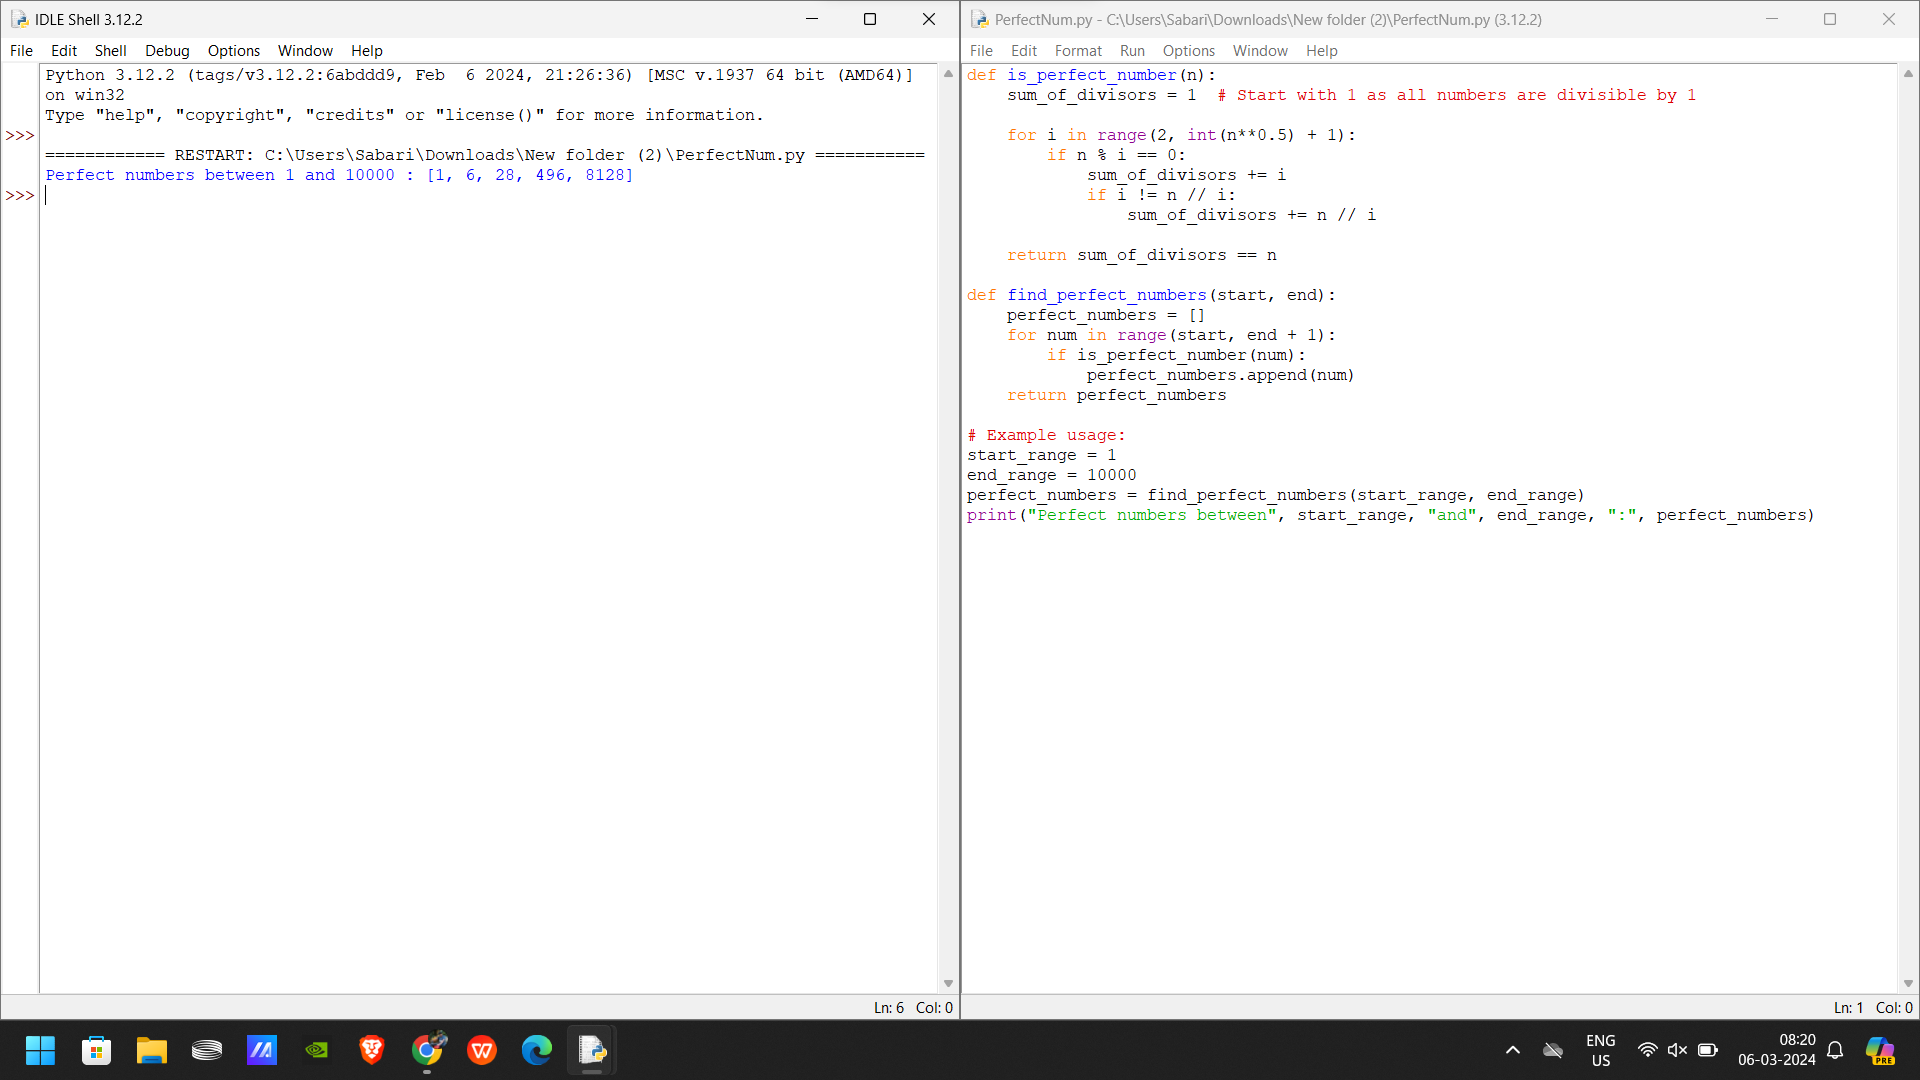 IDLE Shell 3.12.2
File Edit Shell Debug Options Window Help
Python 3.12.2 (tags/v3.12.2:6abddd9, Feb  6 2024, 21:26:36) [MSC v.1937 64 bit (AMD64)]
on win32
Type "help", "copyright", "credits" or "license()" for more information.
>>>
============ RESTART: C:\Users\Sabari\Downloads\New folder (2)\PerfectNum.py ===========
Perfect numbers between 1 and 10000 : [1, 6, 28, 496, 8128]
>>>
Ln: 6 Col: 0
PerfectNum.py - C:\Users\Sabari\Downloads\New folder (2)\PerfectNum.py (3.12.2)
File Edit Format Run Options Window Help
def is_perfect_number(n):
    sum_of_divisors = 1  # Start with 1 as all numbers are divisible by 1
    for i in range(2, int(n**0.5) + 1):
        if n % i == 0:
            sum_of_divisors += i
            if i != n // i:
                sum_of_divisors += n // i
    return sum_of_divisors == n
def find_perfect_numbers(start, end):
    perfect_numbers = []
    for num in range(start, end + 1):
        if is_perfect_number(num):
            perfect_numbers.append(num)
    return perfect_numbers
# Example usage:
start_range = 1
end_range = 10000
perfect_numbers = find_perfect_numbers(start_range, end_range)
print("Perfect numbers between", start_range, "and", end_range, ":", perfect_numbers)
Ln: 1 Col: 0
ENG
US
08:20
06-03-2024
PRE